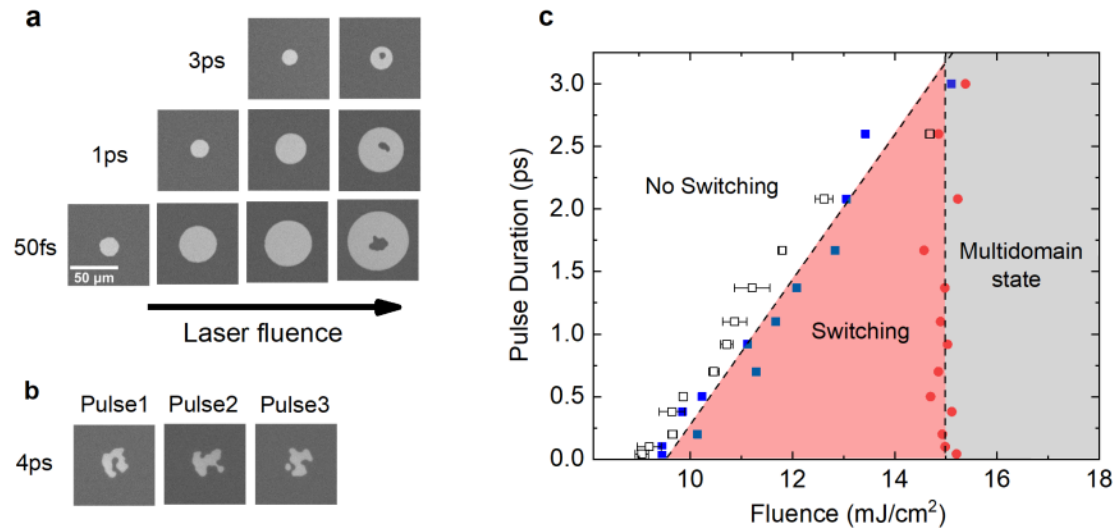 a
3ps
1ps
50fs
50 µm
Laser fluence
b
Pulse1 Pulse2 Pulse3
4ps
c
3.0
2.5
2.0
1.5
1.0
0.5
0.0
Pulse Duration (ps)
No Switching
Switching
Multidomain
state
10 12 14 16 18
Fluence (mJ/cm²)